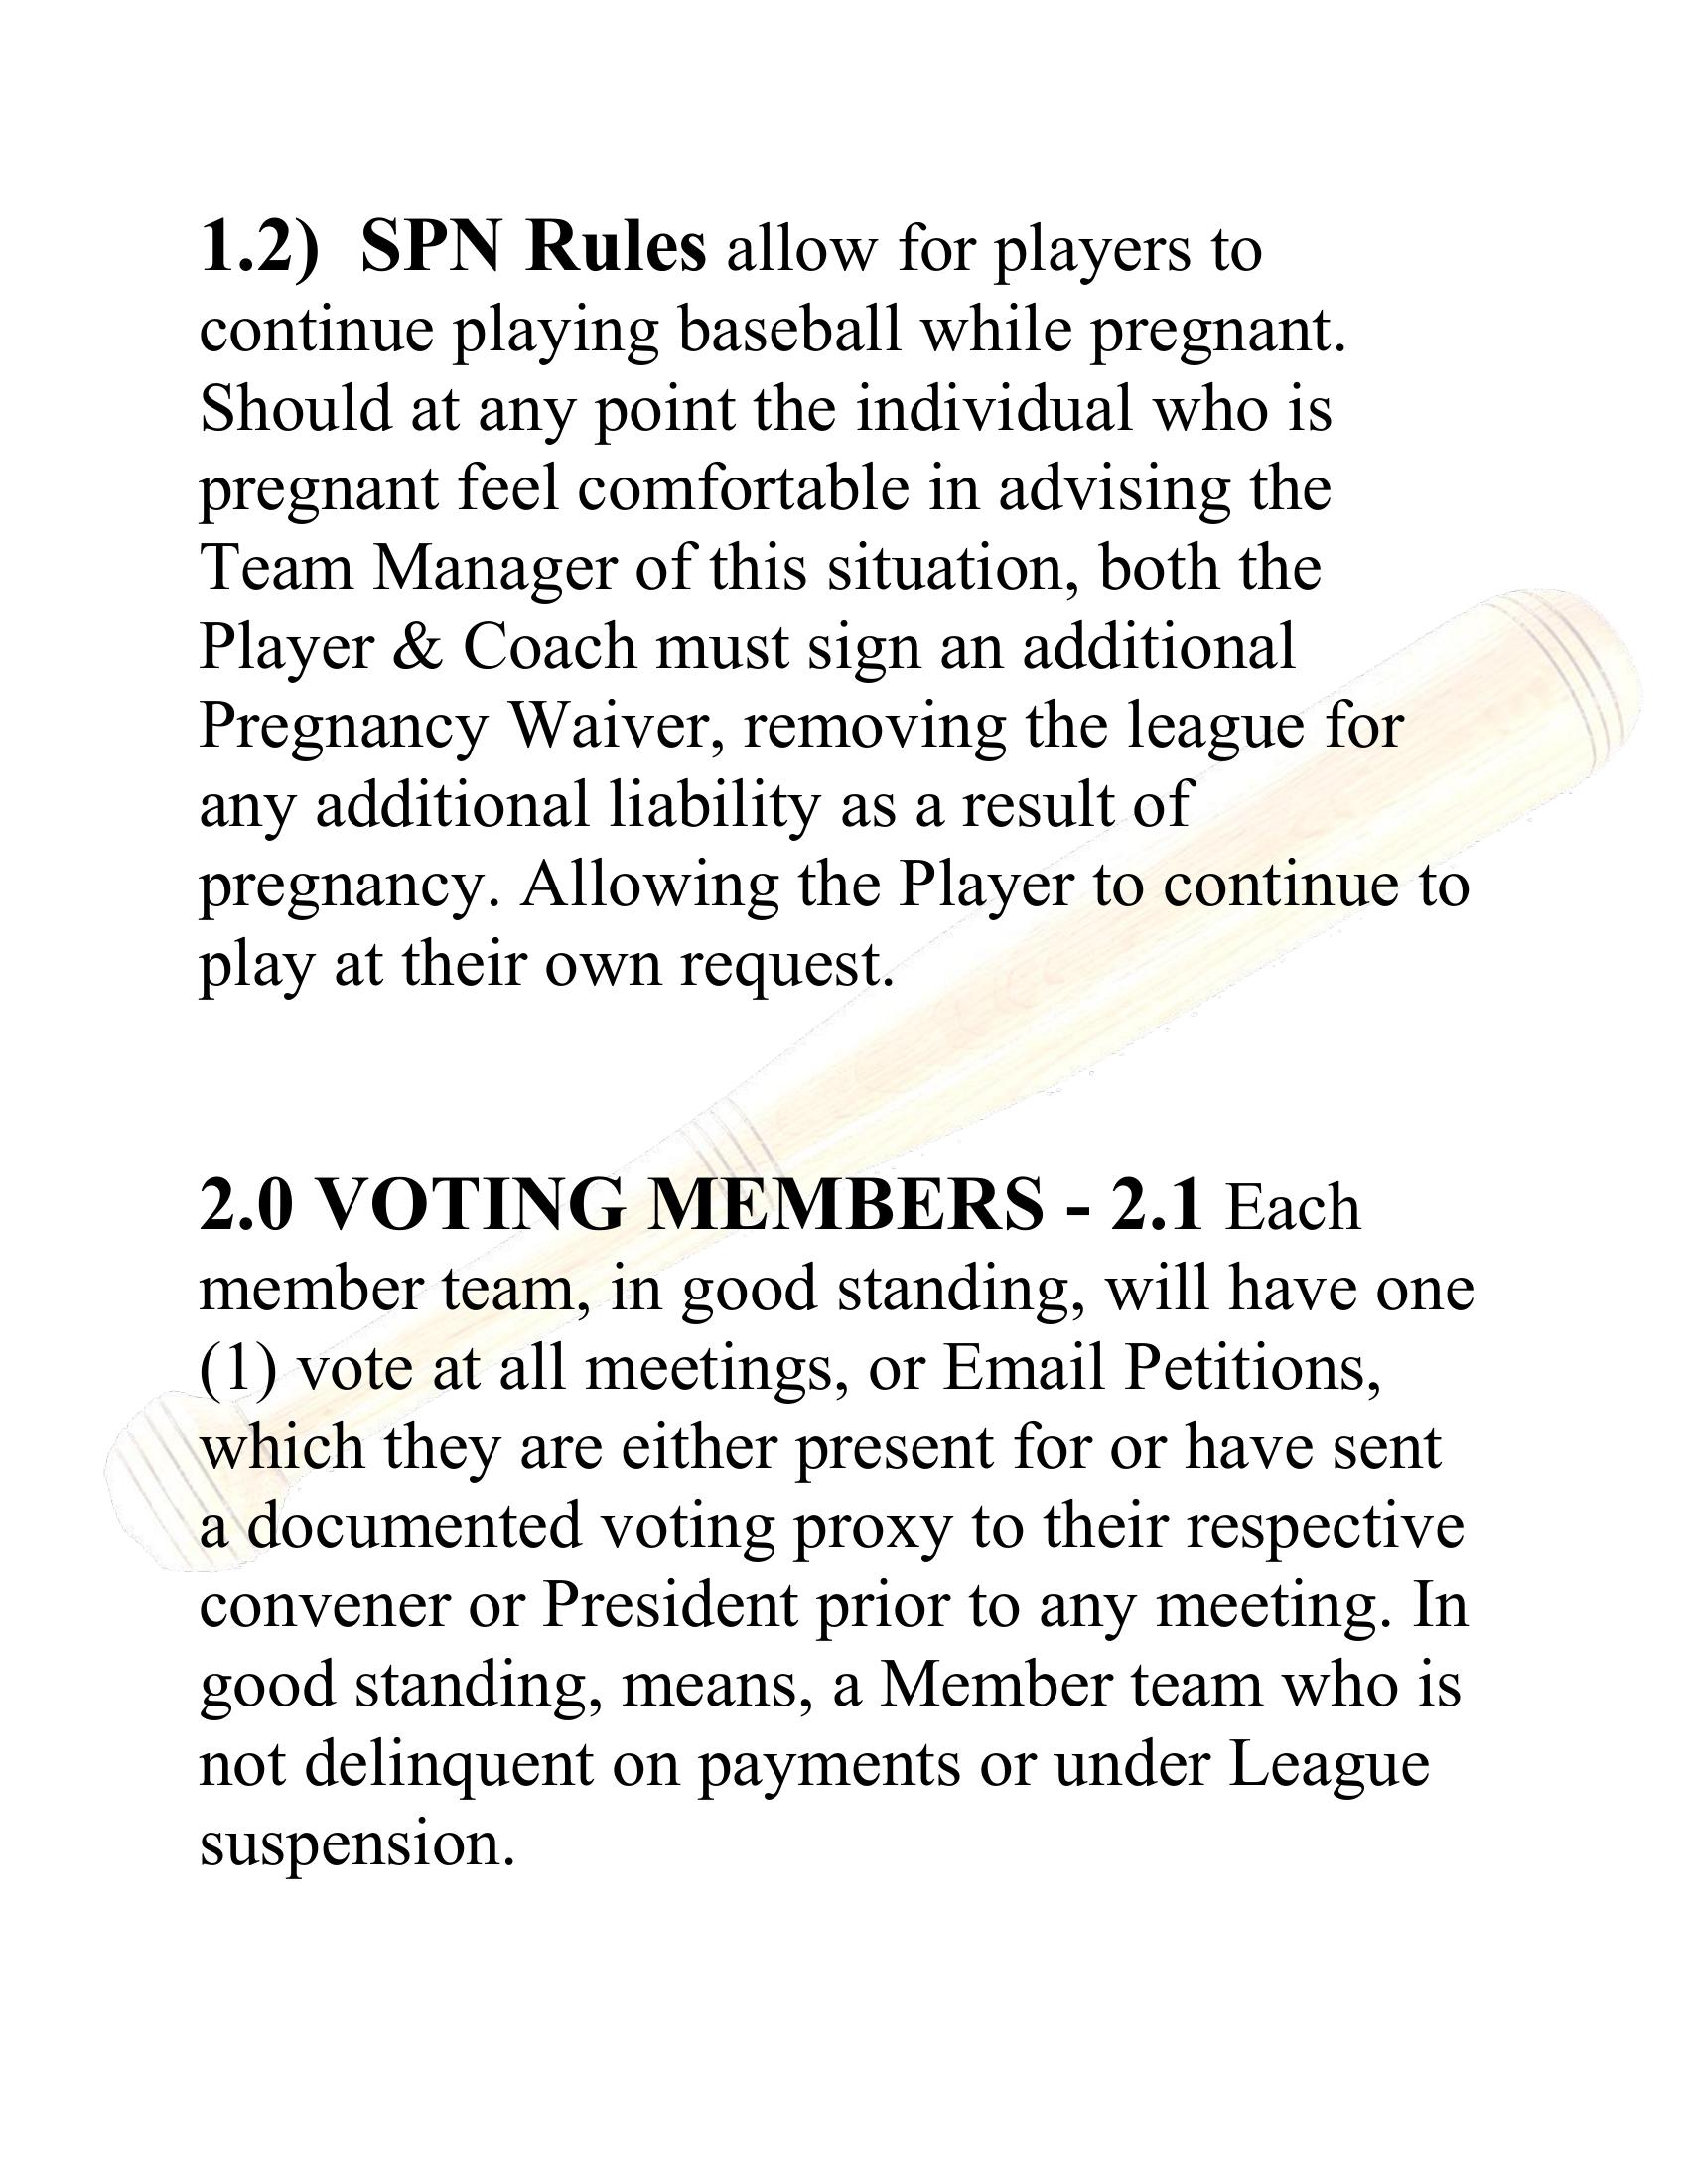 1.2)  SPN Rules allow for players to
continue playing baseball while pregnant.
Should at any point the individual who is
pregnant feel comfortable in advising the
Team Manager of this situation, both the
Player & Coach must sign an additional
Pregnancy Waiver, removing the league for
any additional liability as a result of
pregnancy. Allowing the Player to continue to
play at their own request.
2.0 VOTING MEMBERS - 2.1 Each
member team, in good standing, will have one
(1) vote at all meetings, or Email Petitions,
which they are either present for or have sent
a documented voting proxy to their respective
convener or President prior to any meeting. In
good standing, means, a Member team who is
not delinquent on payments or under League
suspension.